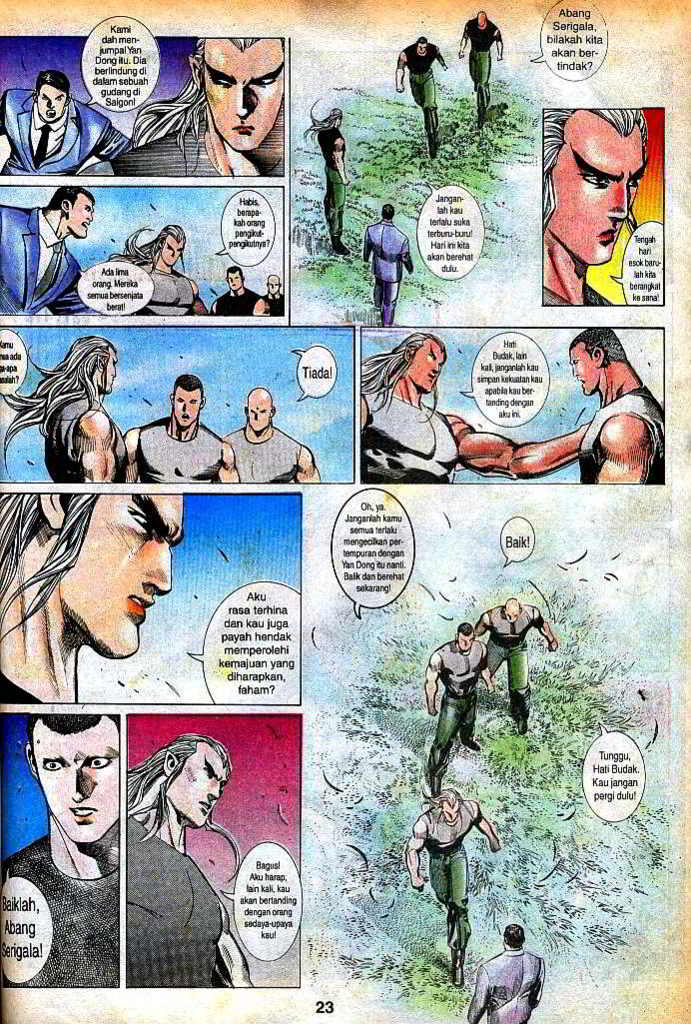 Kami
dah men-
jumpal Yan
Dong itu. Dia
berlindung di
dalam sebuah
gudang di
Saigon!
Habis,
berapa-
kah orang
pengikut-
pengikutnya?
Ada lima
orang. Mereka
semua bersenjata
berat!
Abang
Serigala,
bilakah kita
akan ber-
tindak?
Jangan-
lah kau
terlalu suka
terburu-buru!
Hari ini kita
akan berehat
dulu.
Tengah
hari
esok baru-
lah kita
berangkat
ke sana!
Tiada!
Hati
Budak, lain
kali, janganlah kau
simpan kekuatan kau
apabila kau ber-
tanding dengan
aku ini.
Aku
rasa terhina
dan kau juga
payah hendak
memperolehi
kemajuan yang
diharapkan,
faham?
Baiklah,
Abang
Serigala!
Bagus!
Aku harap,
lain kali, kau
akan bertanding
dengan orang
sedaya-upaya
kau!
Oh, ya.
Janganlah kamu
semua terlalu
mengecilkan per-
tempuran dengan
Yan Dong itu nanti.
Balik dan berehat
sekarang!
Baik!
Tunggu,
Hati Budak.
Kau jangan
pergi dulu!
23